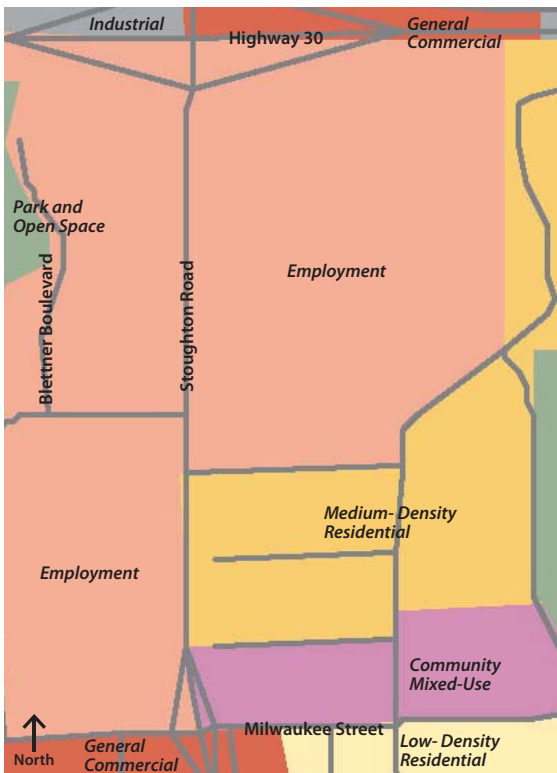 Industrial
General
Commercial
Highway 30
Park and
Open Space
Employment
Blettner Boulevard
Stoughton Road
Medium- Density
Residential
Employment
Community
Mixed-Use
North
Milwaukee Street
General
Commercial
Low- Density
Residential